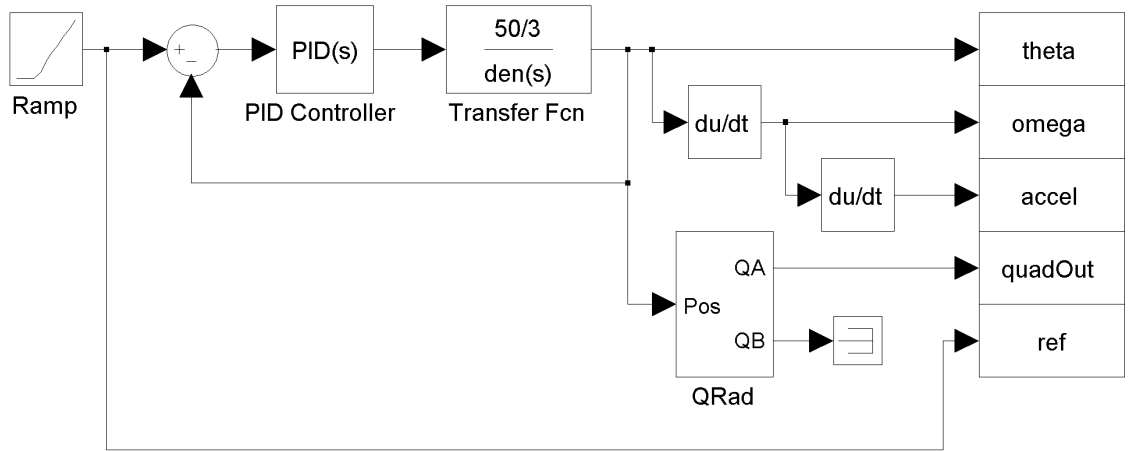 Ramp
+
−
PID(s)
PID Controller
50/3
den(s)
Transfer Fcn
du/dt
du/dt
Pos
QA
QB
QRad
theta
omega
accel
quadOut
ref